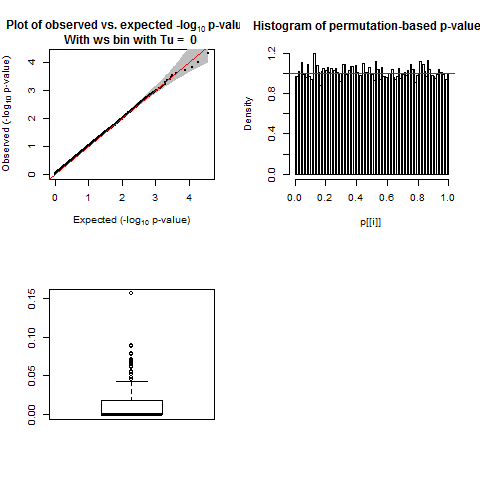 Plot of observed vs. expected -log10 p-valu
With ws bin with Tu = 0
Observed (-log10 p-value)
4
3
2
1
0
0 1 2 3 4
Expected (-log10 p-value)
Histogram of permutation-based p-value
Density
1.2
0.8
0.4
0.0
0.0 0.2 0.4 0.6 0.8 1.0
p[[i]]
0.15
0.10
0.05
0.00